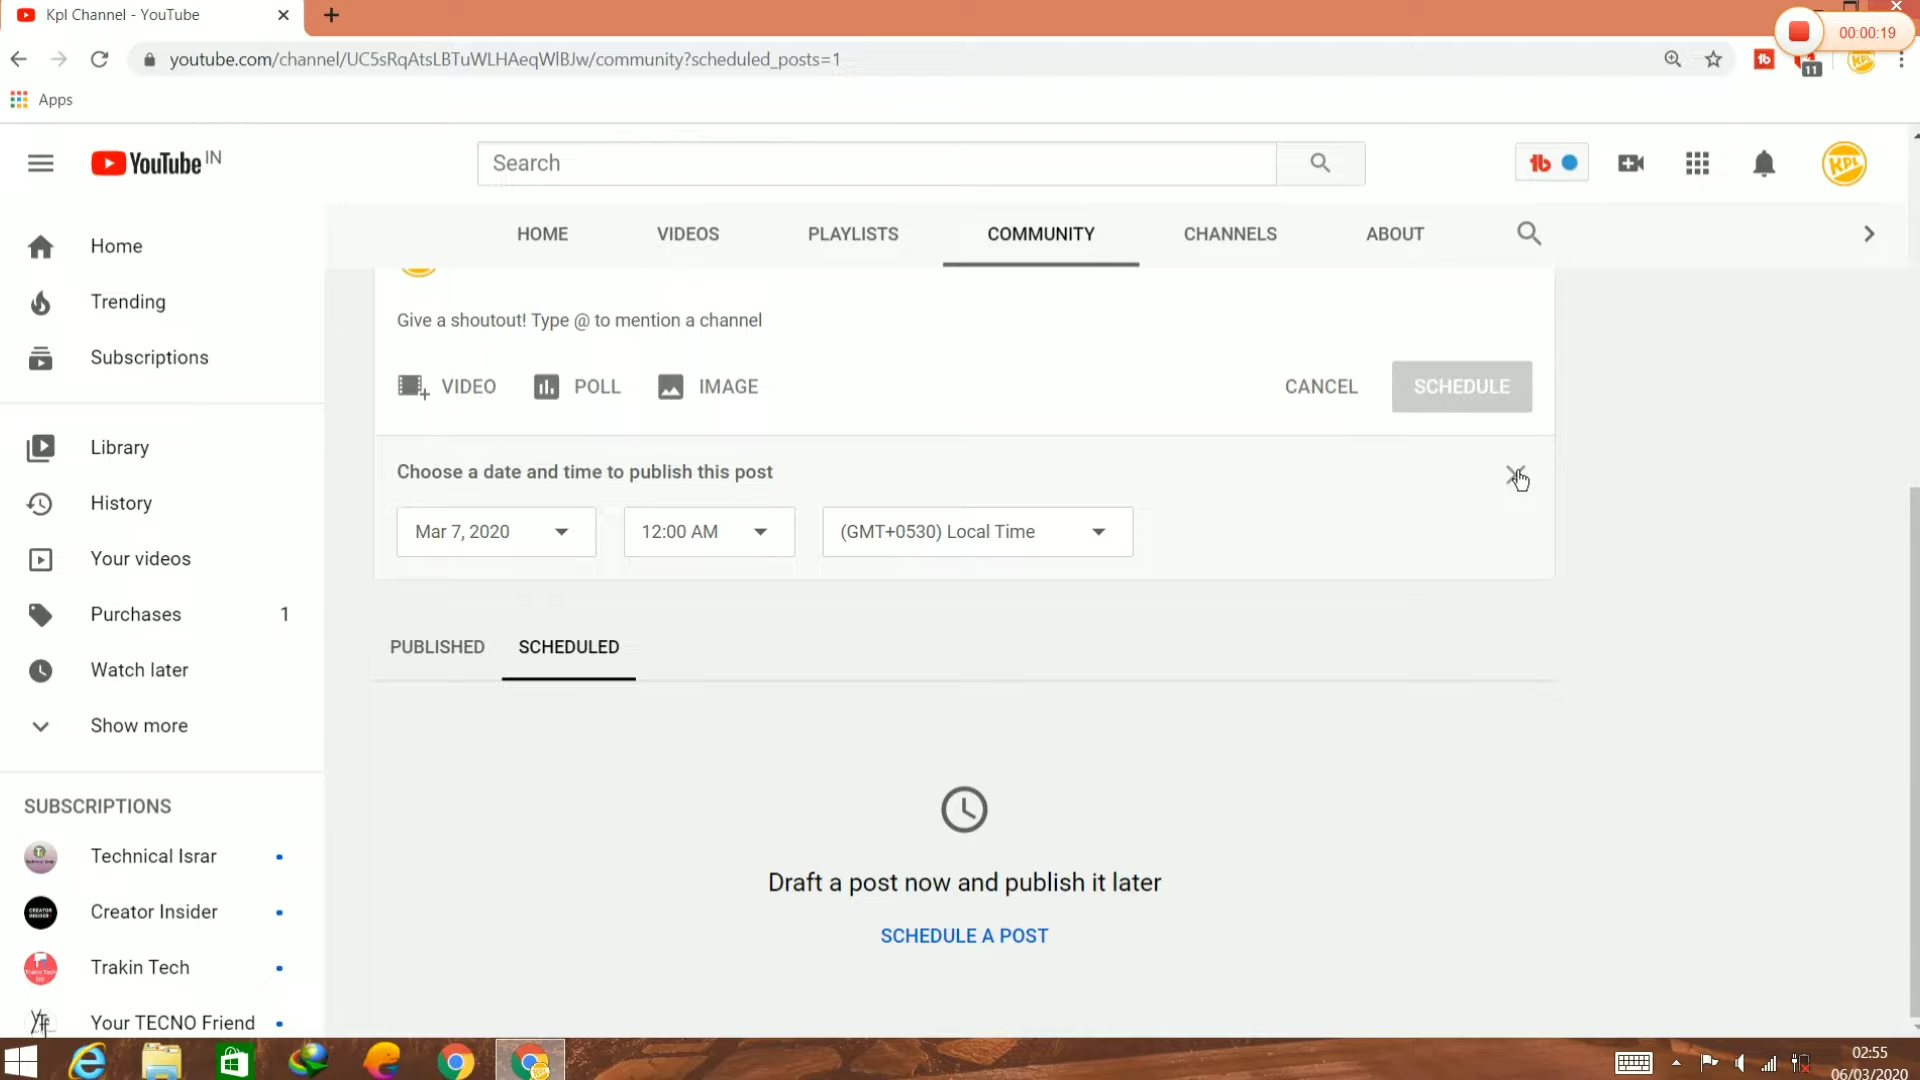 Kpl Channel - YouTube
00:00:19
youtube.com/channel/UC5sRqAtsLBTuWLHAeqWlBJw/community?scheduled_posts=1
11
Apps
YouTube IN
Search
KPL
HOME
VIDEOS
PLAYLISTS
COMMUNITY
CHANNELS
ABOUT
Home
Trending
Subscriptions
Library
History
Your videos
Purchases 1
Watch later
Show more
SUBSCRIPTIONS
Technical Israr
Creator Insider
Trakin Tech
Your TECNO Friend
Give a shoutout! Type @ to mention a channel
VIDEO
POLL
IMAGE
CANCEL
SCHEDULE
Choose a date and time to publish this post
Mar 7, 2020
12:00 AM
(GMT+0530) Local Time
PUBLISHED
SCHEDULED
Draft a post now and publish it later
SCHEDULE A POST
02:55
06/03/2020